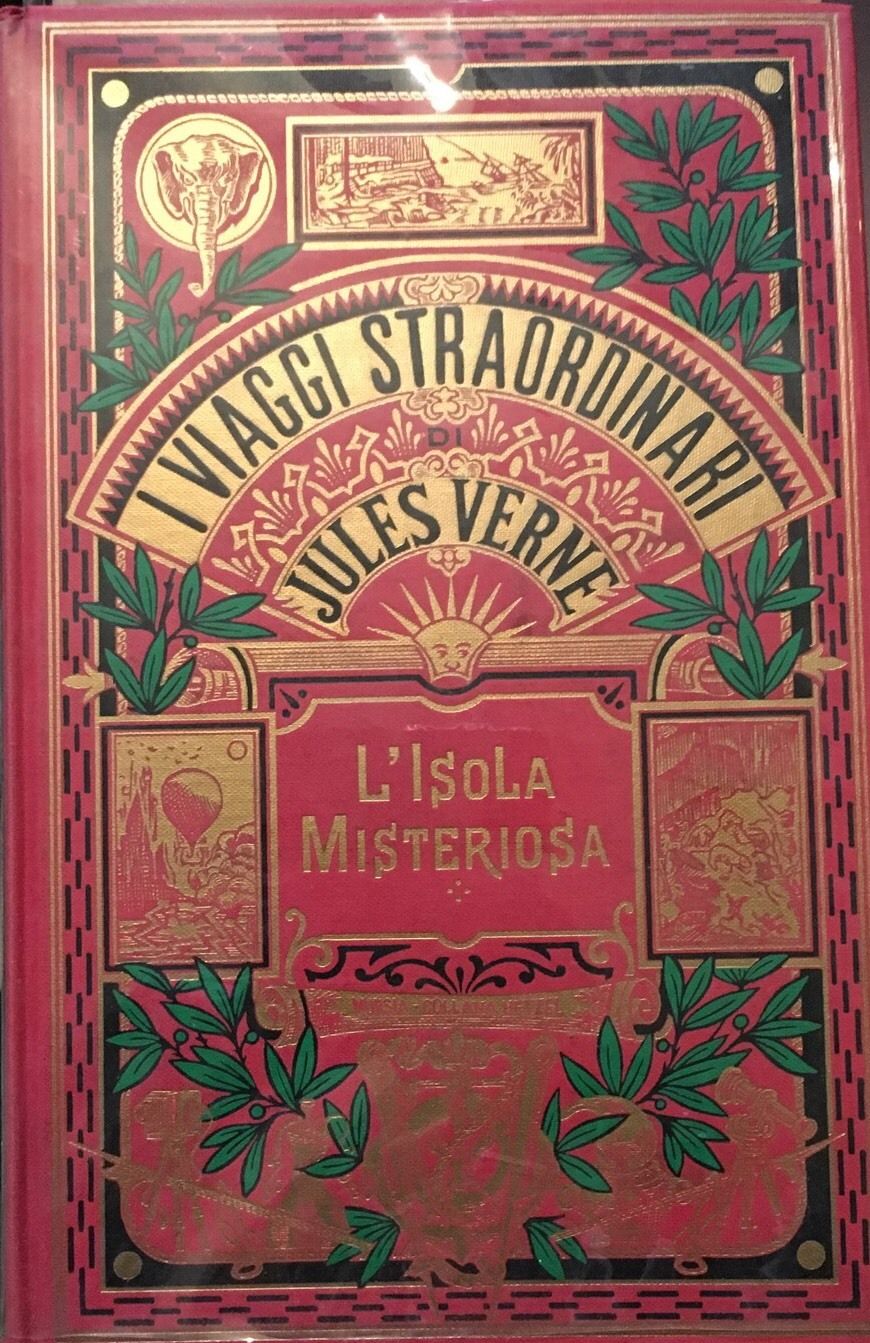 I VIAGGI STRAORDINARI
DI
JULES VERNE
L'ISOLA
MISTERIOSA